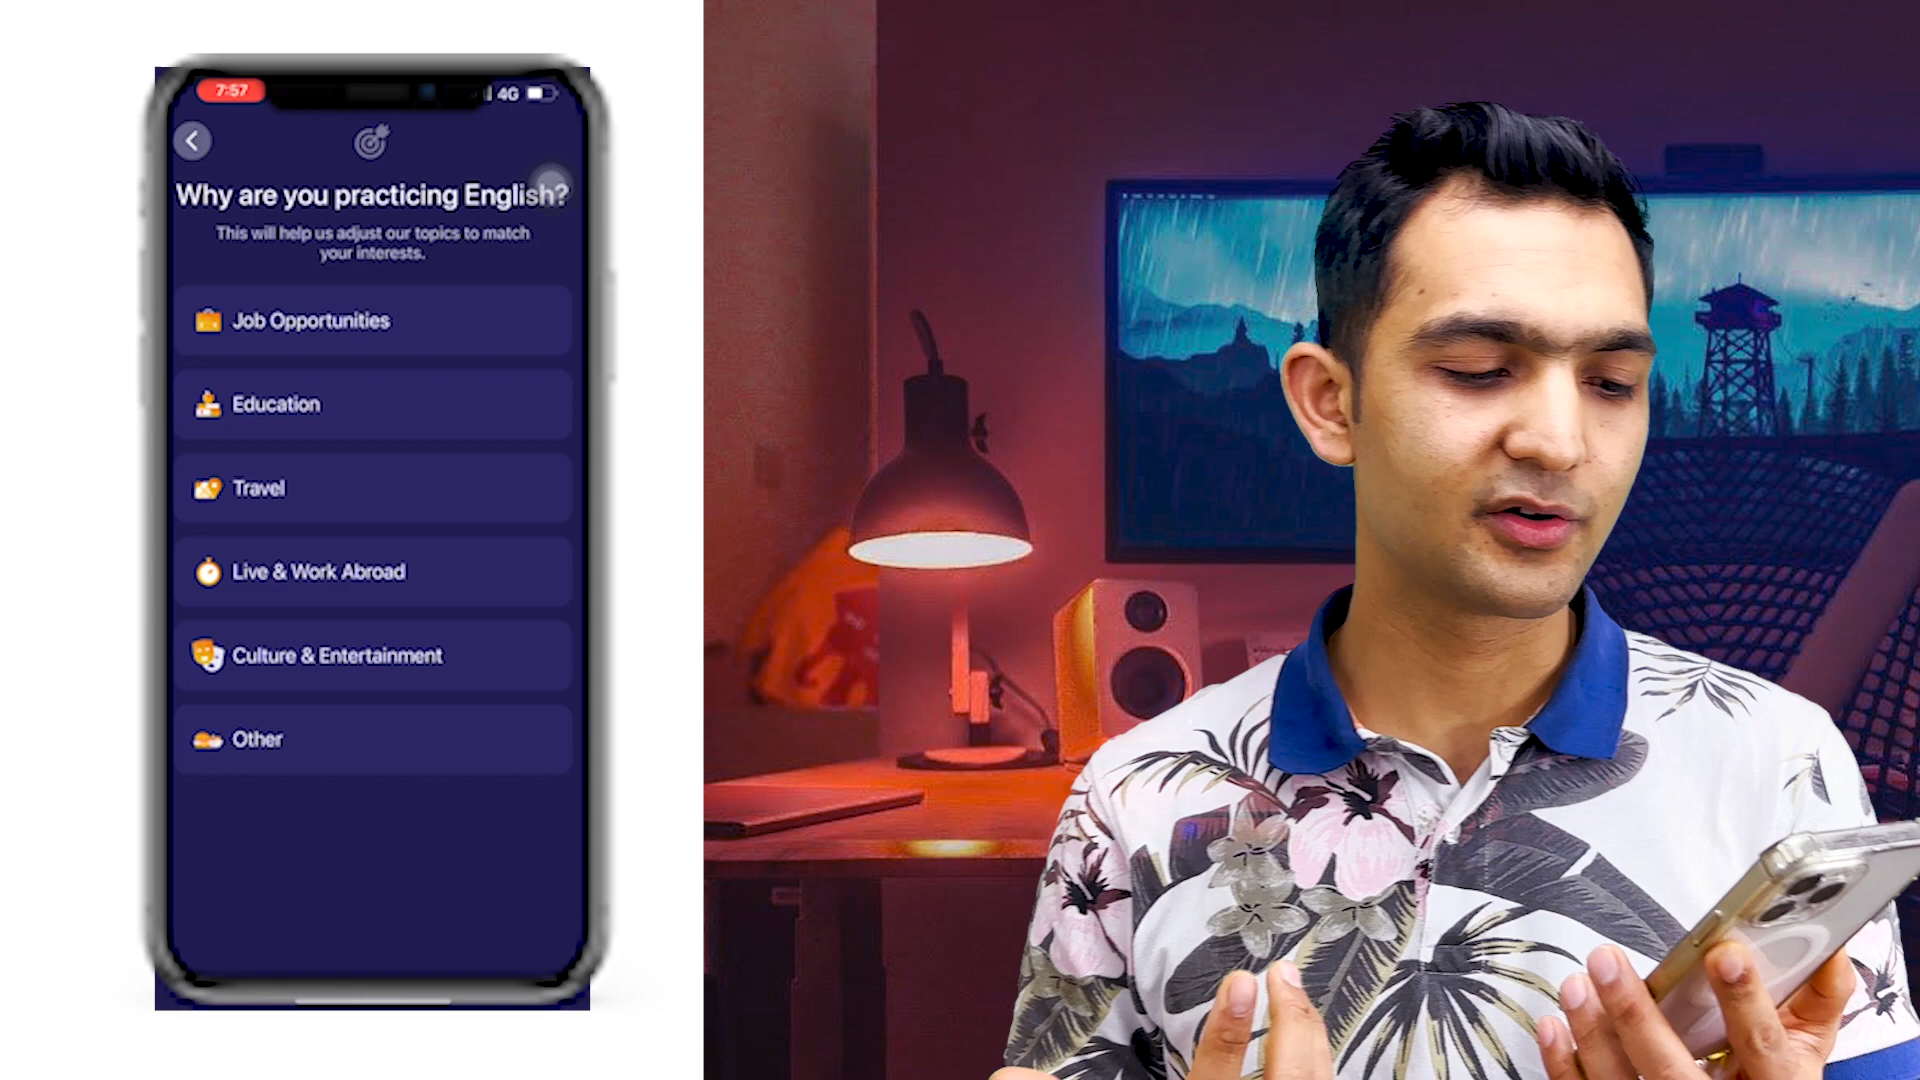 7:57
4G
Why are you practicing English?
This will help us adjust our topics to match
your interests.
Job Opportunities
Education
Travel
Live & Work Abroad
Culture & Entertainment
Other